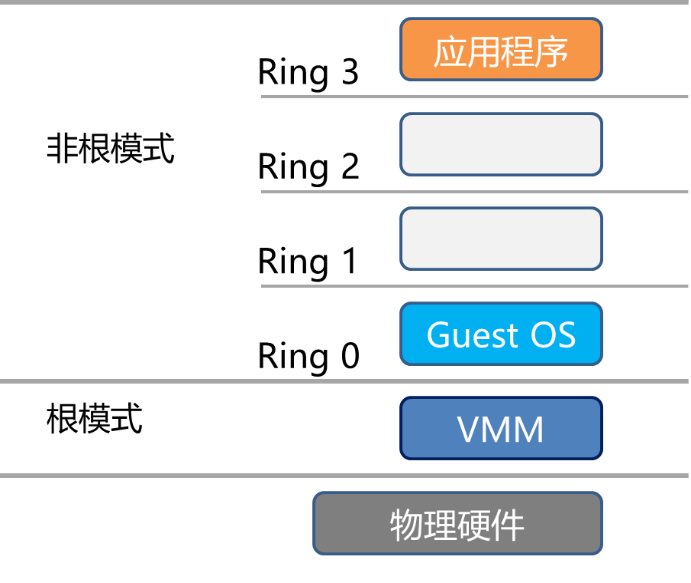 应用程序
Ring 3
非根模式
Ring 2
Ring 1
Guest OS
Ring 0
根模式
VMM
物理硬件